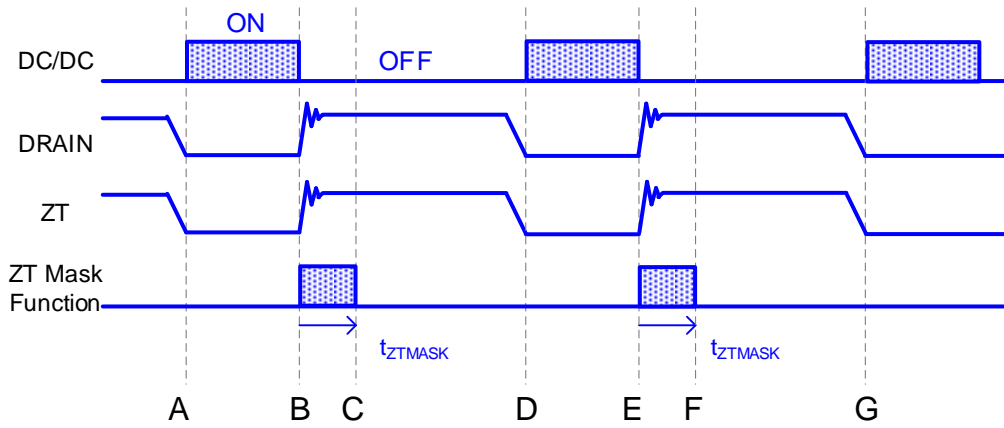 ON
DC/DC
OFF
DRAIN
ZT
ZT Mask
Function
tZTMASK
tZTMASK
A
B
C
D
E
F
G